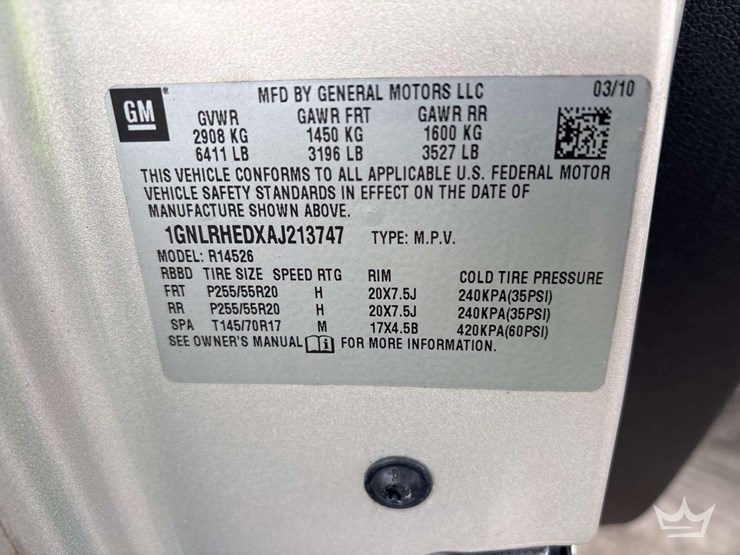 GM
MFD BY GENERAL MOTORS LLC 03/10
GVWR GAWR FRT GAWR RR
2908 KG 1450 KG 1600 KG
6411 LB 3196 LB 3527 LB
THIS VEHICLE CONFORMS TO ALL APPLICABLE U.S. FEDERAL MOTOR
VEHICLE SAFETY STANDARDS IN EFFECT ON THE DATE OF
MANUFACTURE SHOWN ABOVE.
1GNLRHEDXAJ213747 TYPE: M.P.V.
MODEL: R14526
RBBD TIRE SIZE SPEED RTG RIM COLD TIRE PRESSURE
FRT P255/55R20 H 20X7.5J 240KPA(35PSI)
RR P255/55R20 H 20X7.5J 240KPA(35PSI)
SPA T145/70R17 M 17X4.5B 420KPA(60PSI)
SEE OWNER'S MANUAL i FOR MORE INFORMATION.